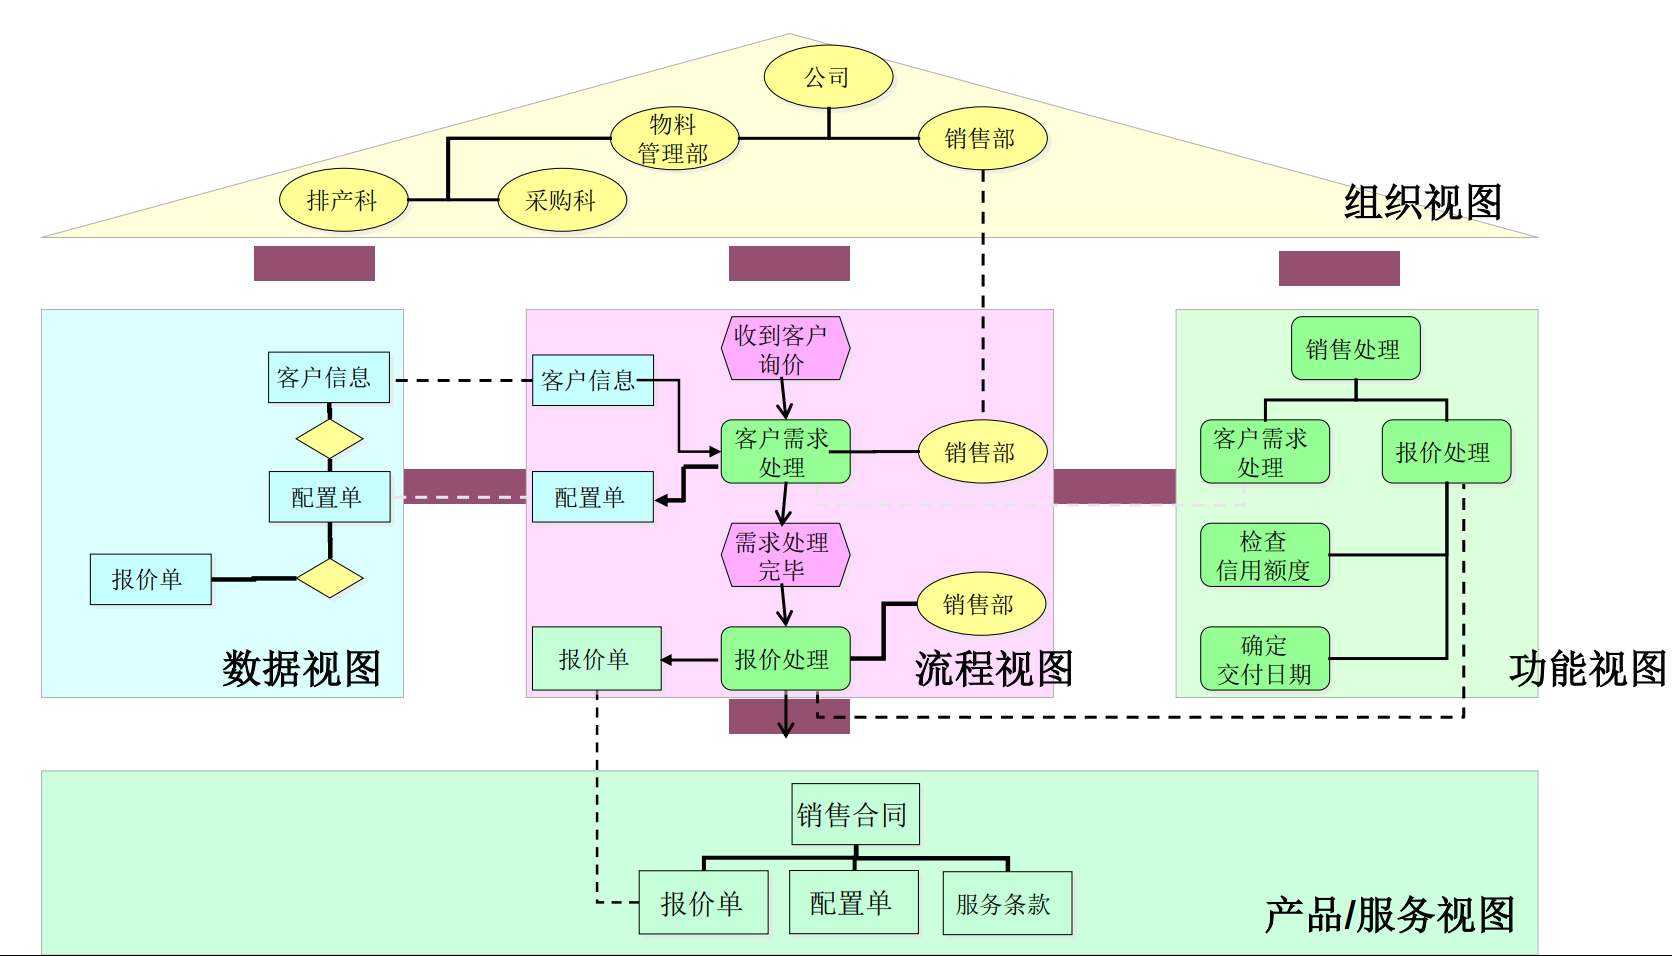 公司
物料
管理部
销售部
排产科
采购科
组织视图
客户信息
配置单
报价单
数据视图
收到客户
询价
客户信息
客户需求
处理
销售部
配置单
需求处理
完毕
销售部
报价单
报价处理
流程视图
销售处理
客户需求
处理
报价处理
检查
信用额度
确定
交付日期
功能视图
销售合同
报价单
配置单
服务条款
产品/服务视图